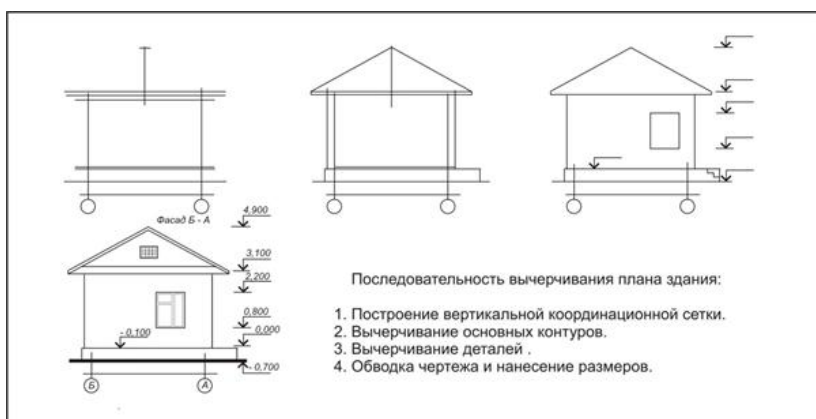 Фасад Б - А
4,900
3,100
2,200
0,800
- 0,100
0,000
- 0,700
Б
А
Последовательность вычерчивания плана здания:
1. Построение вертикальной координационной сетки.
2. Вычерчивание основных контуров.
3. Вычерчивание деталей .
4. Обводка чертежа и нанесение размеров.